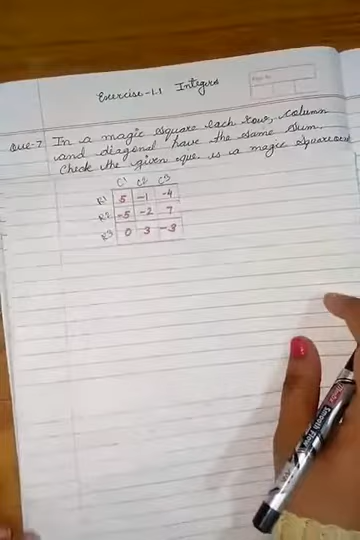 Exercise-1.1 Integers
Que-7 In a magic square each row, column
and diagonal have the same sum.
Check the given que. is a magic square
C1 C2 C3
R1 5 -1 -4
R2 -5 -2 7
R3 0 3 -3